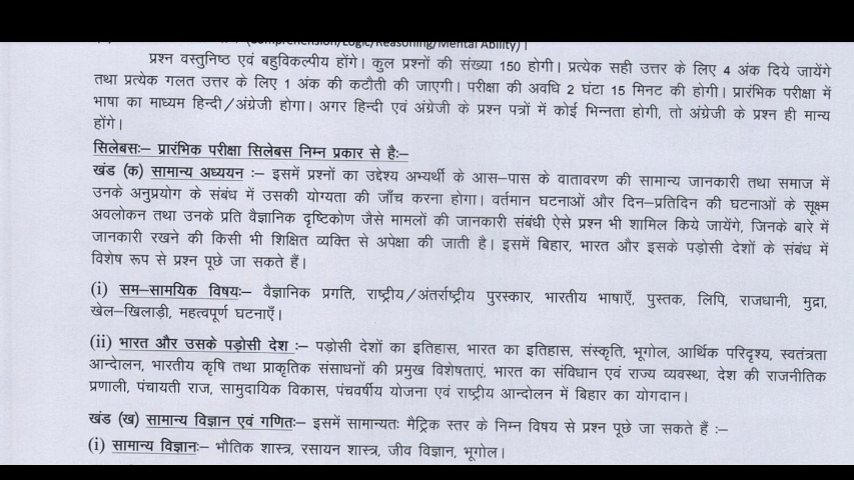 (Comprehension/Logic/Reasoning/Mental Ability)।
प्रश्न वस्तुनिष्ठ एवं बहुविकल्पीय होंगे। कुल प्रश्नों की संख्या 150 होगी। प्रत्येक सही उत्तर के लिए 4 अंक दिये जायेंगे
तथा प्रत्येक गलत उत्तर के लिए 1 अंक की कटौती की जाएगी। परीक्षा की अवधि 2 घंटा 15 मिनट की होगी। प्रारंभिक परीक्षा में
भाषा का माध्यम हिन्दी/अंग्रेजी होगा। अगर हिन्दी एवं अंग्रेजी के प्रश्न पत्रों में कोई भिन्नता होगी, तो अंग्रेजी के प्रश्न ही मान्य
होंगे।
सिलेबसः– प्रारंभिक परीक्षा सिलेबस निम्न प्रकार से हैः–
खंड (क) सामान्य अध्ययन :– इसमें प्रश्नों का उद्देश्य अभ्यर्थी के आस–पास के वातावरण की सामान्य जानकारी तथा समाज में
उनके अनुप्रयोग के संबंध में उसकी योग्यता की जाँच करना होगा। वर्तमान घटनाओं और दिन–प्रतिदिन की घटनाओं के सूक्ष्म
अवलोकन तथा उनके प्रति वैज्ञानिक दृष्टिकोण जैसे मामलों की जानकारी संबंधी ऐसे प्रश्न भी शामिल किये जायेंगे, जिनके बारे में
जानकारी रखने की किसी भी शिक्षित व्यक्ति से अपेक्षा की जाती है। इसमें बिहार, भारत और इसके पड़ोसी देशों के संबंध में
विशेष रूप से प्रश्न पूछे जा सकते हैं।
(i) सम–सामयिक विषयः– वैज्ञानिक प्रगति, राष्ट्रीय/अंतर्राष्ट्रीय पुरस्कार, भारतीय भाषाएँ, पुस्तक, लिपि, राजधानी, मुद्रा,
खेल–खिलाड़ी, महत्वपूर्ण घटनाएँ।
(ii) भारत और उसके पड़ोसी देश :– पड़ोसी देशों का इतिहास, भारत का इतिहास, संस्कृति, भूगोल, आर्थिक परिदृश्य, स्वतंत्रता
आन्दोलन, भारतीय कृषि तथा प्राकृतिक संसाधनों की प्रमुख विशेषताएं, भारत का संविधान एवं राज्य व्यवस्था, देश की राजनीतिक
प्रणाली, पंचायती राज, सामुदायिक विकास, पंचवर्षीय योजना एवं राष्ट्रीय आन्दोलन में बिहार का योगदान।
खंड (ख) सामान्य विज्ञान एवं गणितः– इसमें सामान्यतः मैट्रिक स्तर के निम्न विषय से प्रश्न पूछे जा सकते हैं :–
(i) सामान्य विज्ञानः– भौतिक शास्त्र, रसायन शास्त्र, जीव विज्ञान, भूगोल।